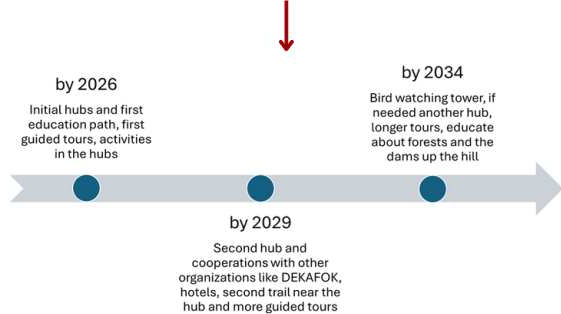 by 2026
Initial hubs and first
education path, first
guided tours, activities
in the hubs
by 2029
Second hub and
cooperations with other
organizations like DEKAFOK,
hotels, second trail near the
hub and more guided tours
by 2034
Bird watching tower, if
needed another hub,
longer tours, educate
about forests and the
dams up the hill